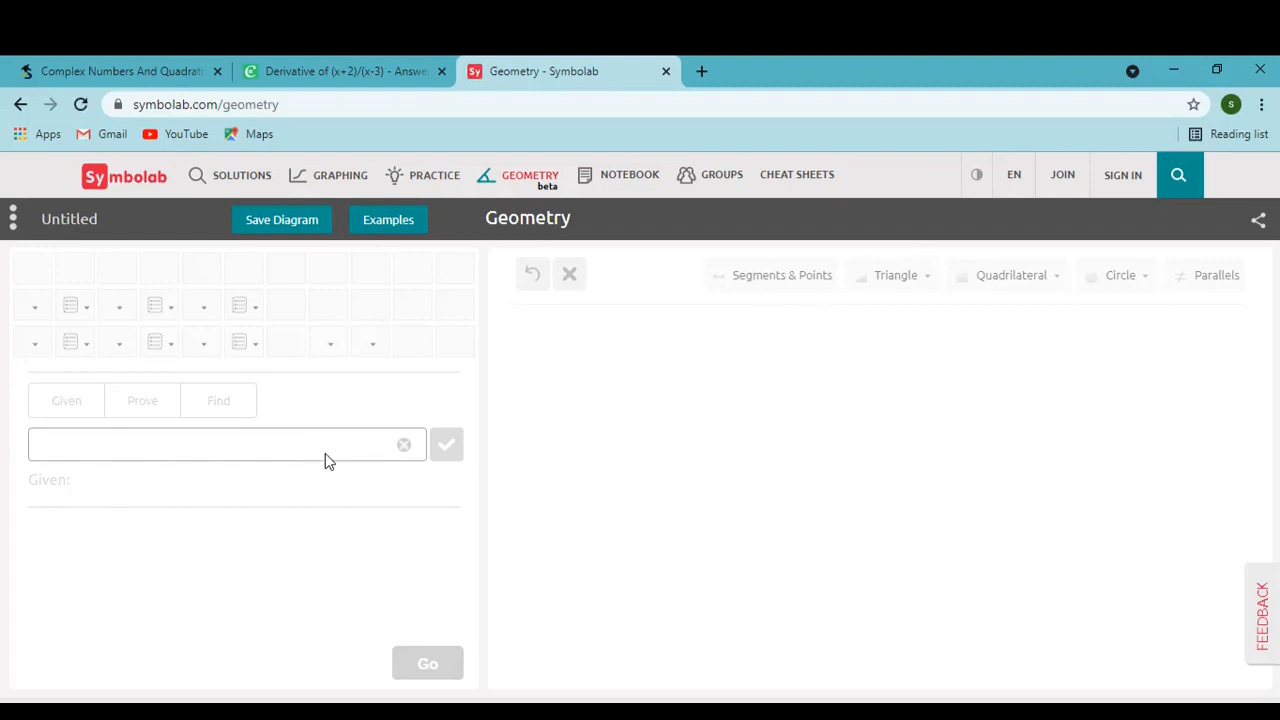 Complex Numbers And Quadrati
Derivative of (x+2)/(x-3) - Answe
Sy Geometry - Symbolab
symbolab.com/geometry
S
Apps Gmail YouTube Maps Reading list
Symbolab SOLUTIONS GRAPHING PRACTICE GEOMETRY beta NOTEBOOK GROUPS CHEAT SHEETS EN JOIN SIGN IN
Untitled Save Diagram Examples Geometry
Segments & Points Triangle Quadrilateral Circle Parallels
Given Prove Find
Given:
Go
FEEDBACK